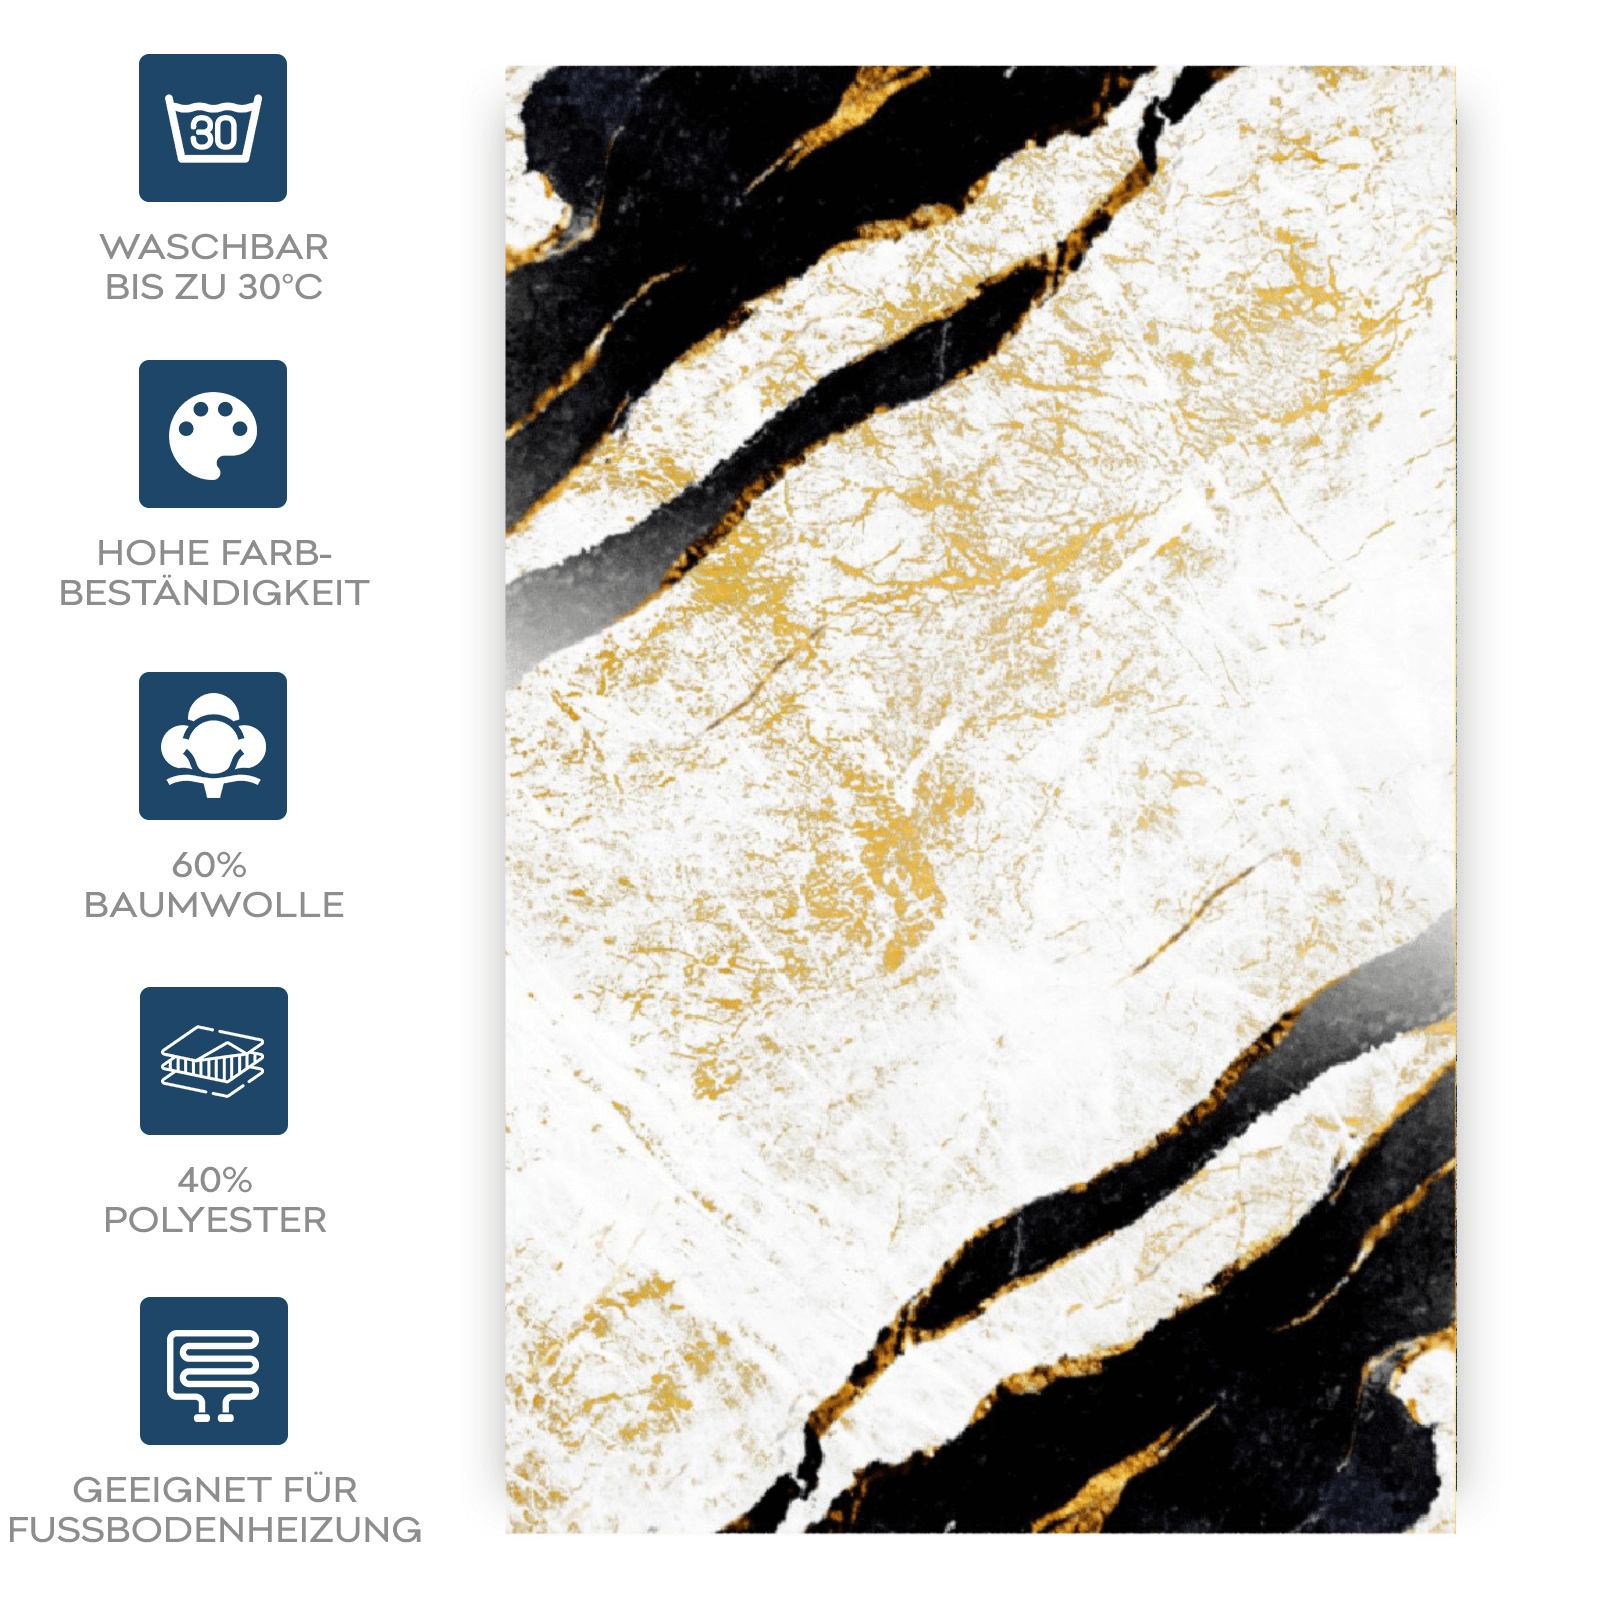 30
WASCHBAR
BIS ZU 30°C
HOHE FARB-
BESTÄNDIGKEIT
60%
BAUMWOLLE
40%
POLYESTER
GEEIGNET FÜR
FUSSBODENHEIZUNG